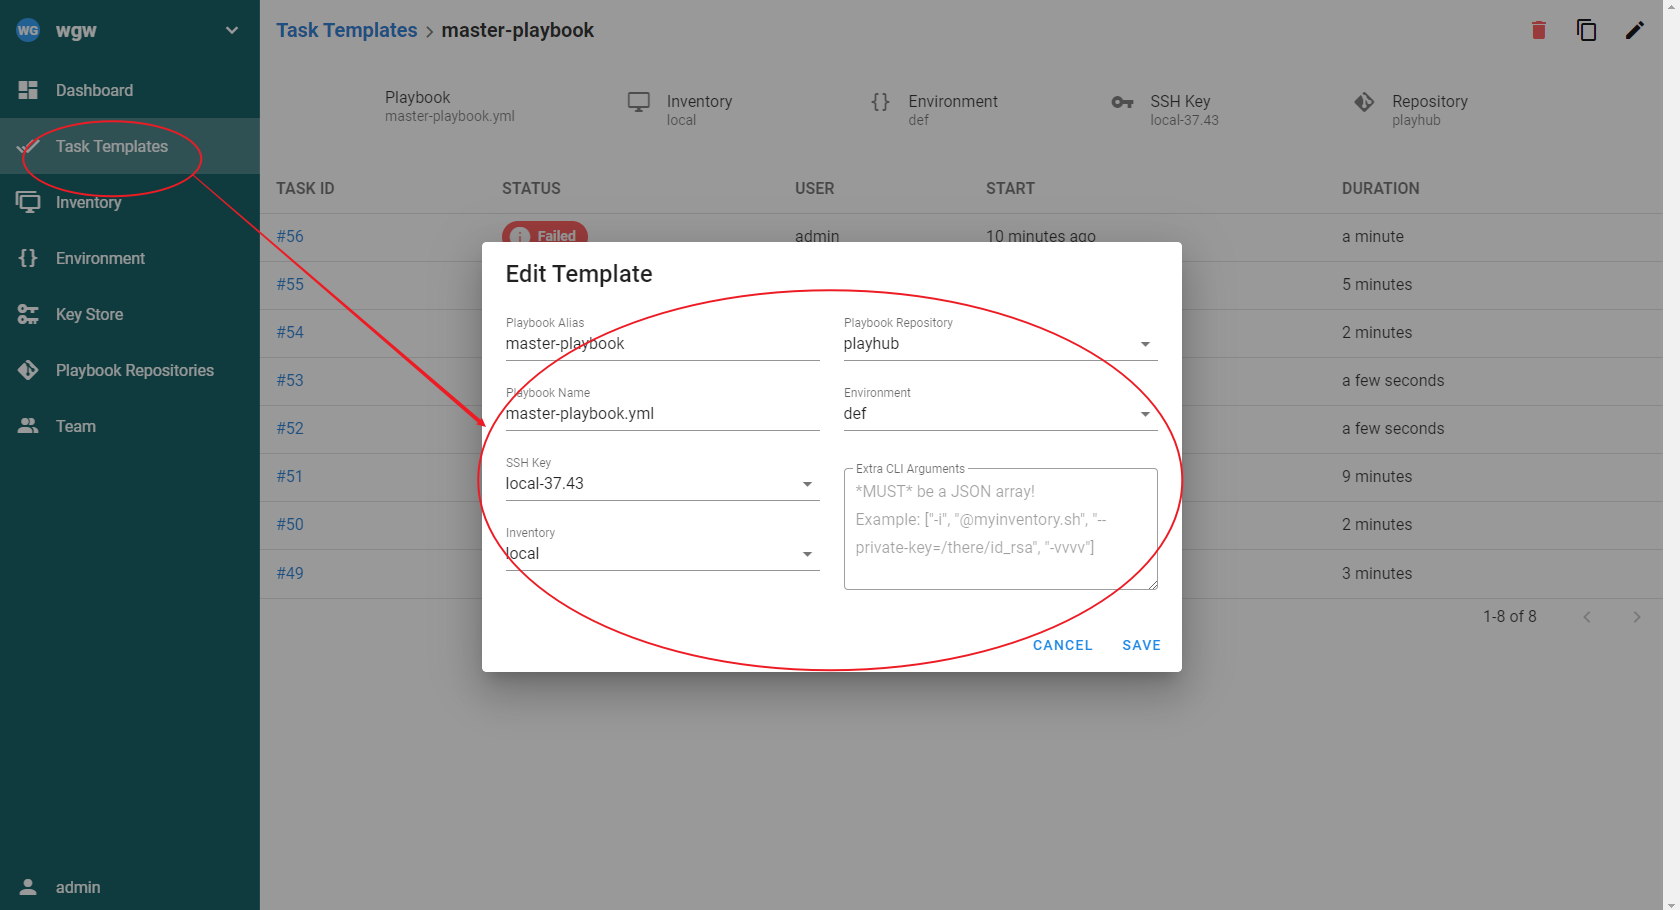 WG wgw
Dashboard
Task Templates
Inventory
Environment
Key Store
Playbook Repositories
Team
admin
Task Templates > master-playbook
Playbook
master-playbook.yml
Inventory
local
Environment
def
SSH Key
local-37.43
Repository
playhub
TASK ID STATUS USER START DURATION
#56 Failed admin 10 minutes ago a minute
#55 5 minutes
#54 2 minutes
#53 a few seconds
#52 a few seconds
#51 9 minutes
#50 2 minutes
#49 3 minutes
1-8 of 8
Edit Template
Playbook Alias
master-playbook
Playbook Name
master-playbook.yml
SSH Key
local-37.43
Inventory
local
Playbook Repository
playhub
Environment
def
Extra CLI Arguments
*MUST* be a JSON array!
Example: ["-i", "@myinventory.sh", "--
private-key=/there/id_rsa", "-vvvv"]
CANCEL SAVE